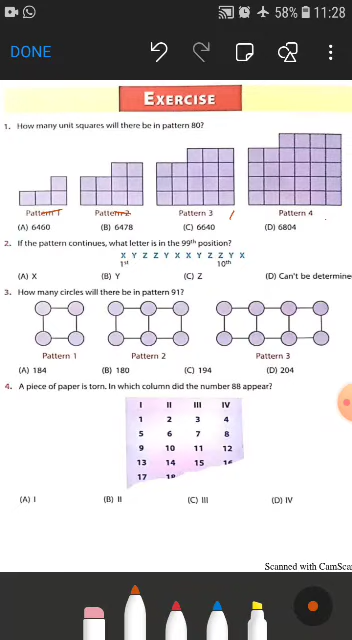 58% 11:28
DONE
EXERCISE
1. How many unit squares will there be in pattern 80?
Pattern 1 Pattern 2 Pattern 3 Pattern 4
(A) 6460 (B) 6478 (C) 6640 (D) 6804
2. If the pattern continues, what letter is in the 99th position?
X Y Z Z Y X X Y Z Z Y X
1st 10th
(A) X (B) Y (C) Z (D) Can't be determine
3. How many circles will there be in pattern 91?
Pattern 1 Pattern 2 Pattern 3
(A) 184 (B) 180 (C) 194 (D) 204
4. A piece of paper is torn. In which column did the number 88 appear?
I II III IV
1 2 3 4
5 6 7 8
9 10 11 12
13 14 15 16
17 18
(A) I (B) II (C) III (D) IV
Scanned with CamScan